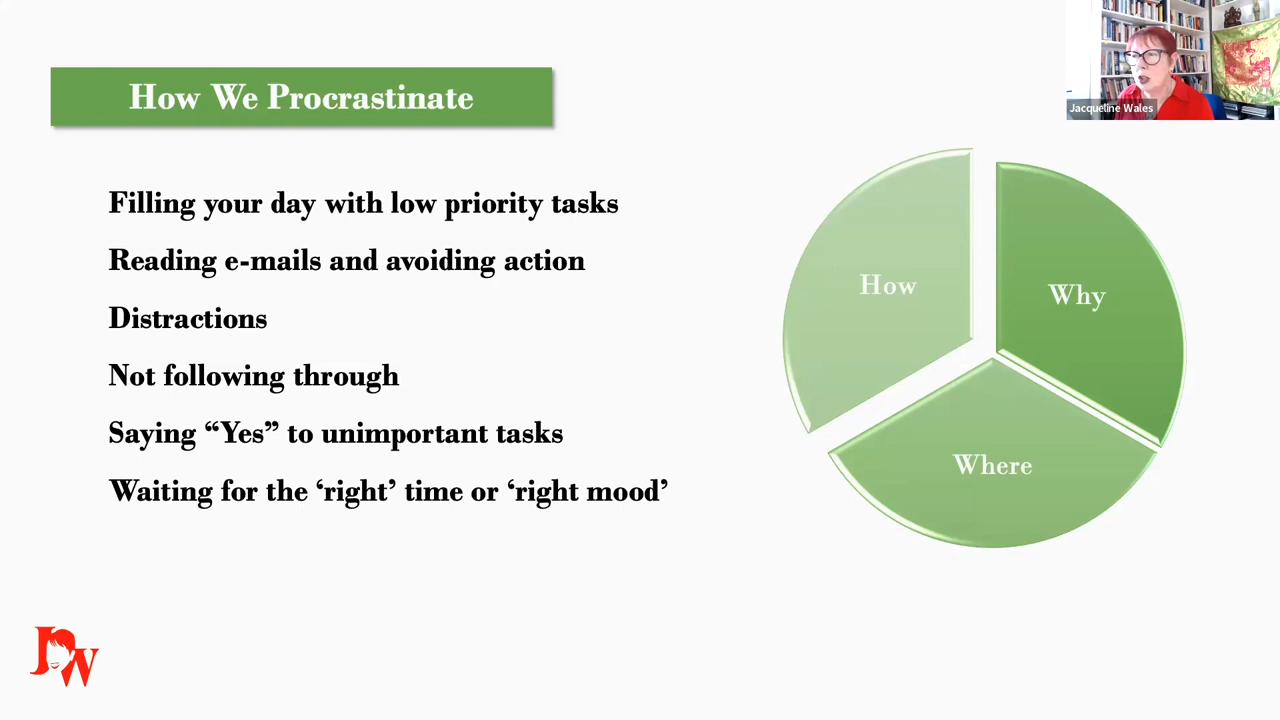 How We Procrastinate
Jacqueline Wales
Filling your day with low priority tasks
Reading e-mails and avoiding action
Distractions
Not following through
Saying “Yes” to unimportant tasks
Waiting for the ‘right’ time or ‘right mood’
How
Why
Where
JW